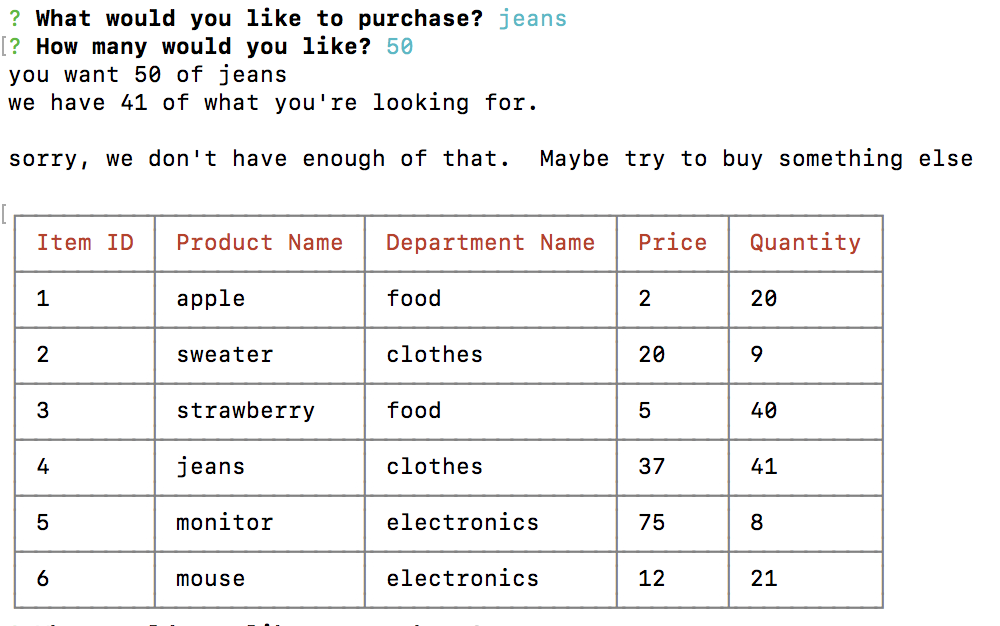 ? What would you like to purchase? jeans
[? How many would you like? 50
you want 50 of jeans
we have 41 of what you're looking for.
sorry, we don't have enough of that.  Maybe try to buy something else
[
Item ID Product Name Department Name Price Quantity
1 apple food 2 20
2 sweater clothes 20 9
3 strawberry food 5 40
4 jeans clothes 37 41
5 monitor electronics 75 8
6 mouse electronics 12 21